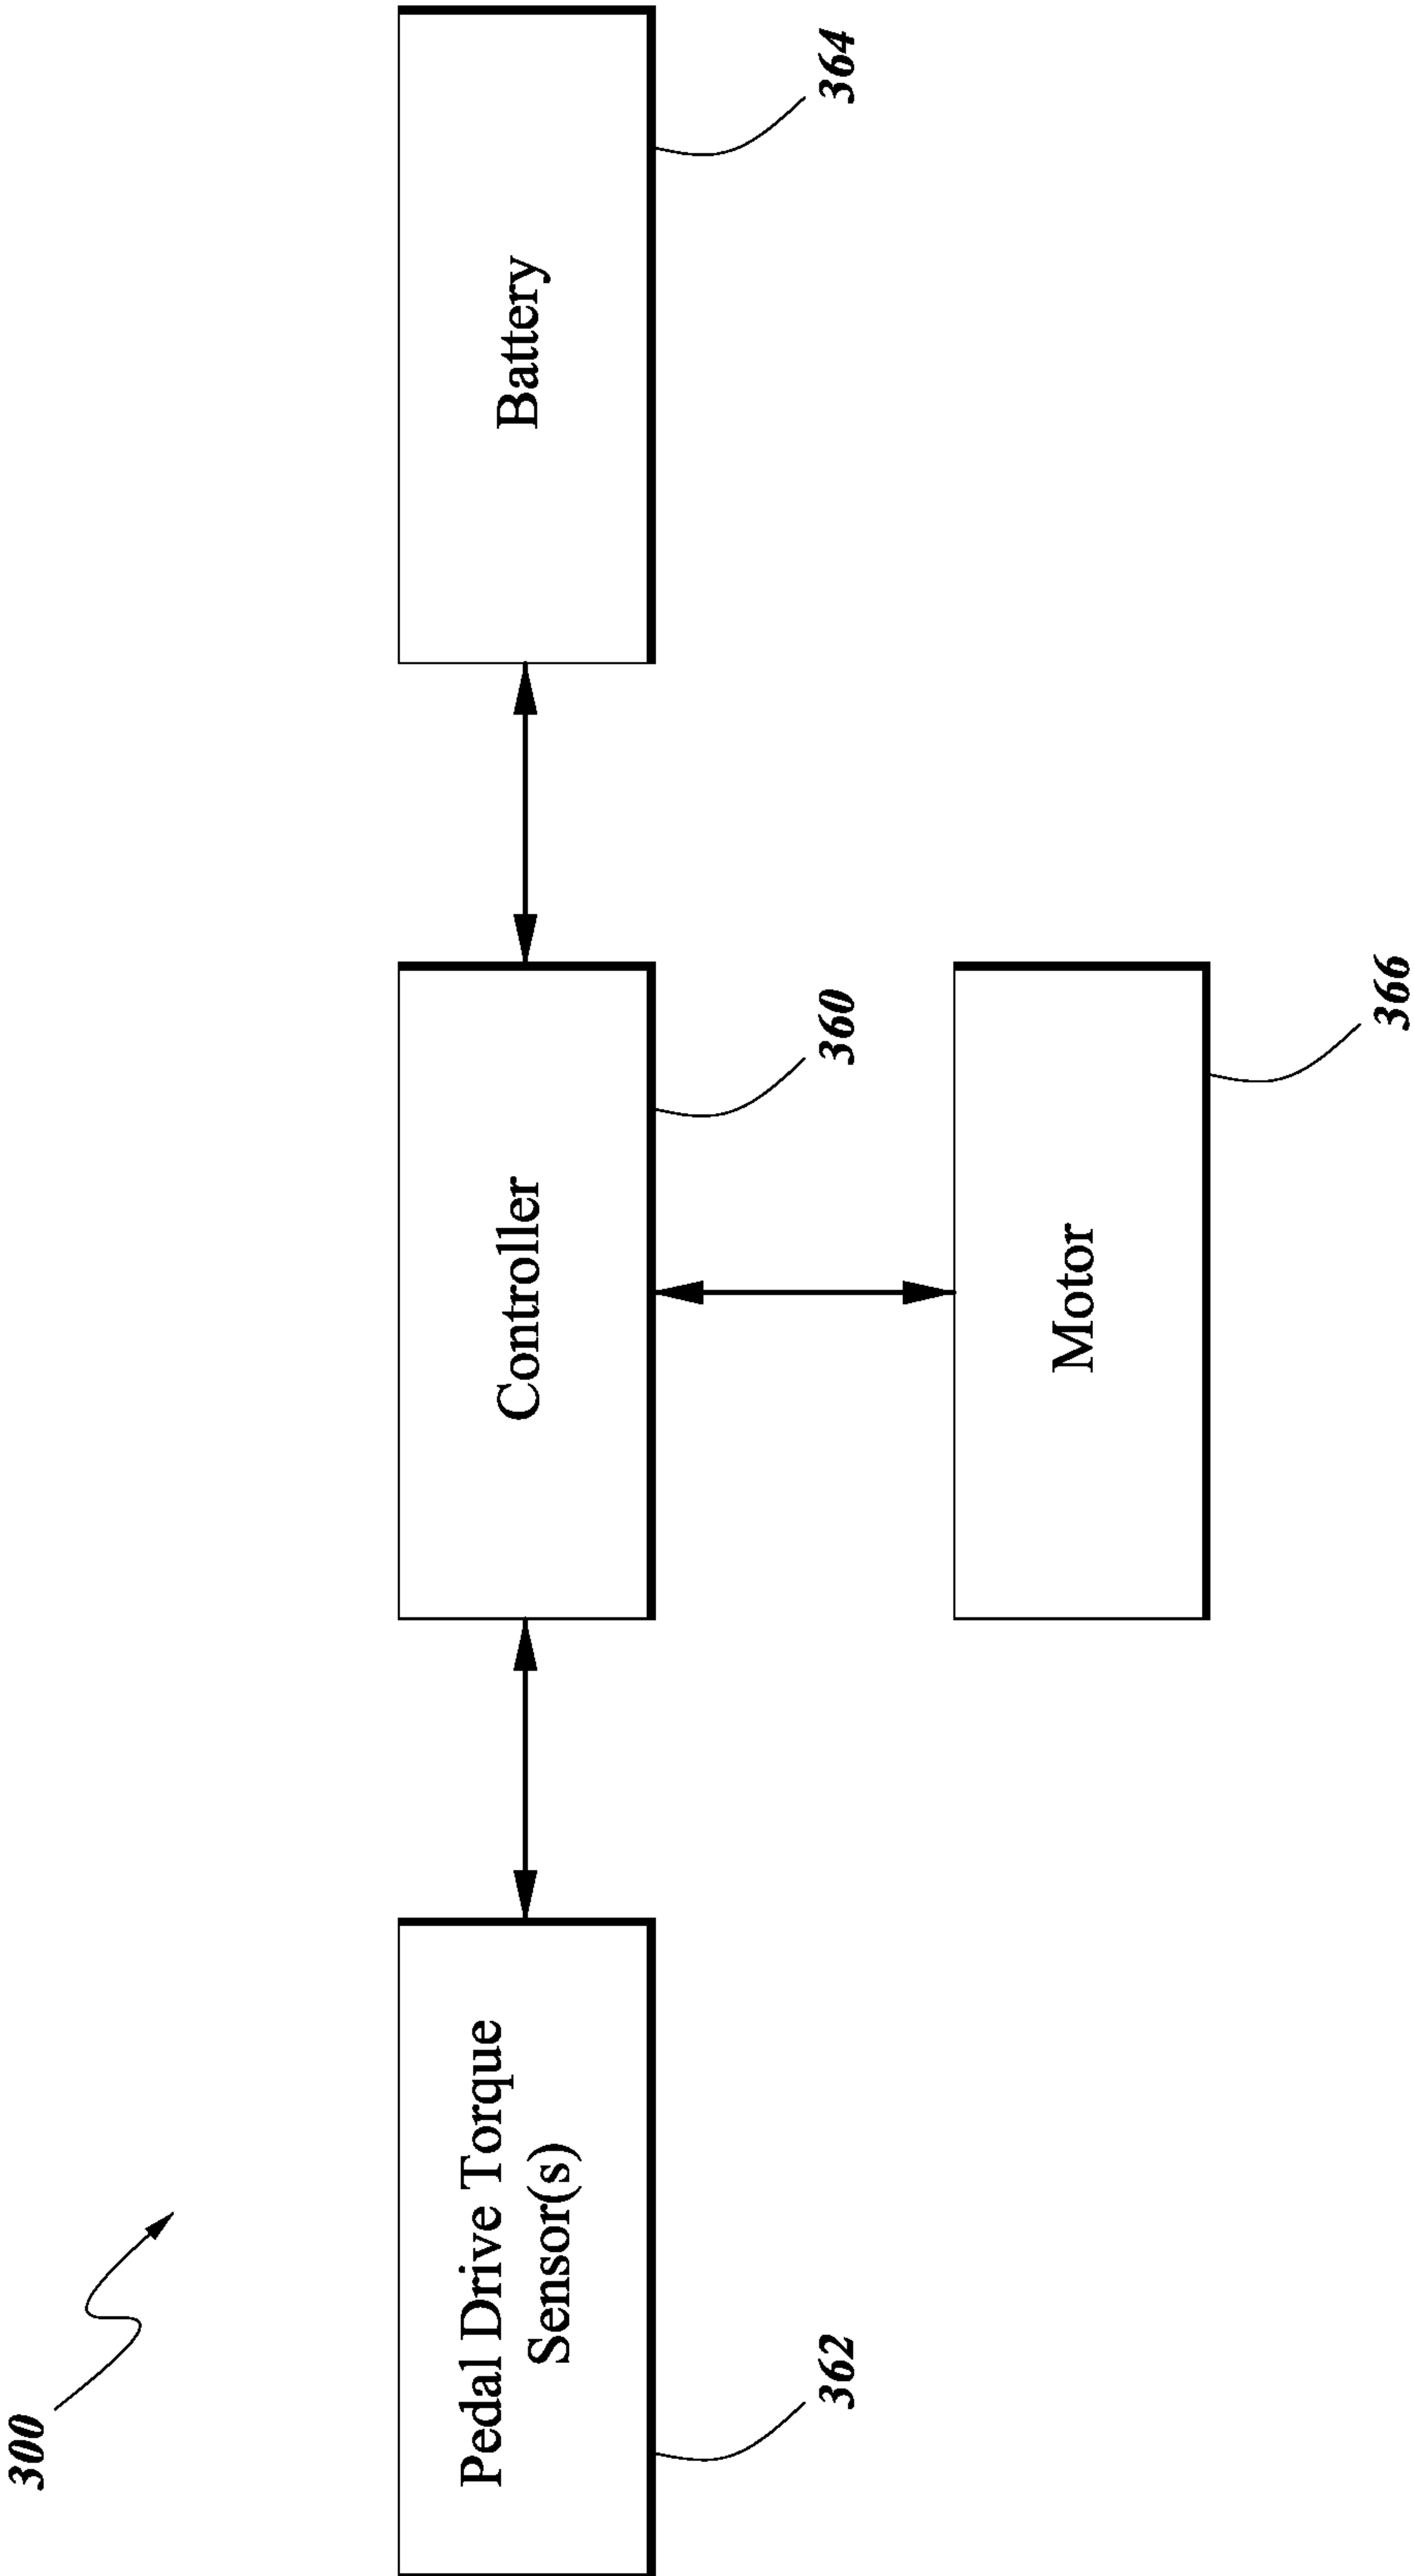 300
Pedal Drive Torque
Sensor(s)
362
Controller
360
Battery
364
Motor
366